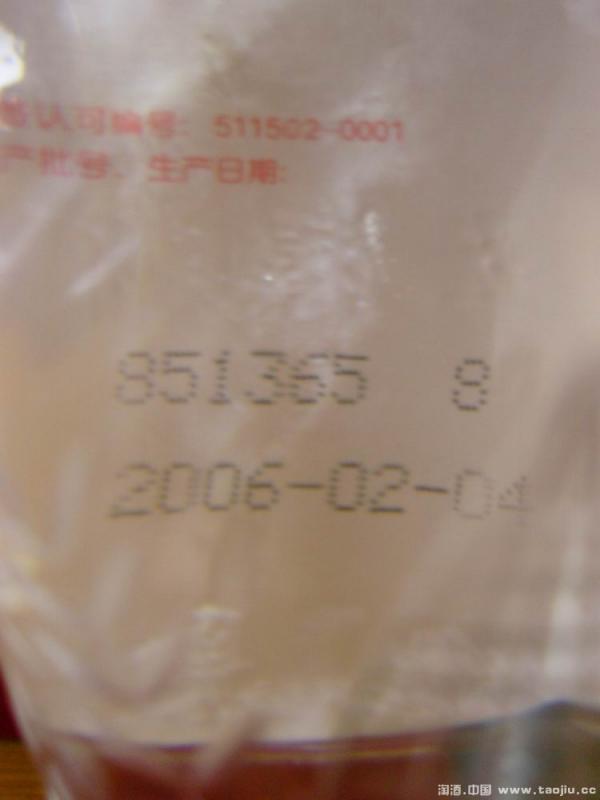 认可编号: 511502-0001
产批号、生产日期:
851365 8
2006-02-04
淘酒.中国 www.taojiu.cc